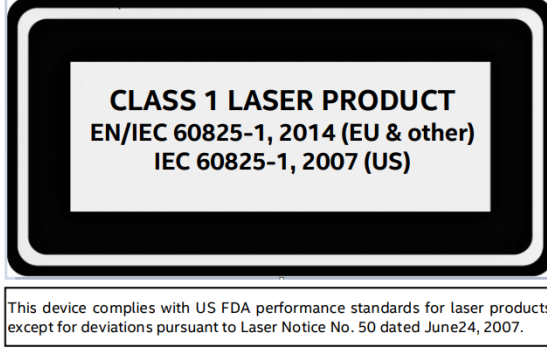 CLASS 1 LASER PRODUCT
EN/IEC 60825-1, 2014 (EU & other)
IEC 60825-1, 2007 (US)
This device complies with US FDA performance standards for laser products
except for deviations pursuant to Laser Notice No. 50 dated June24, 2007.